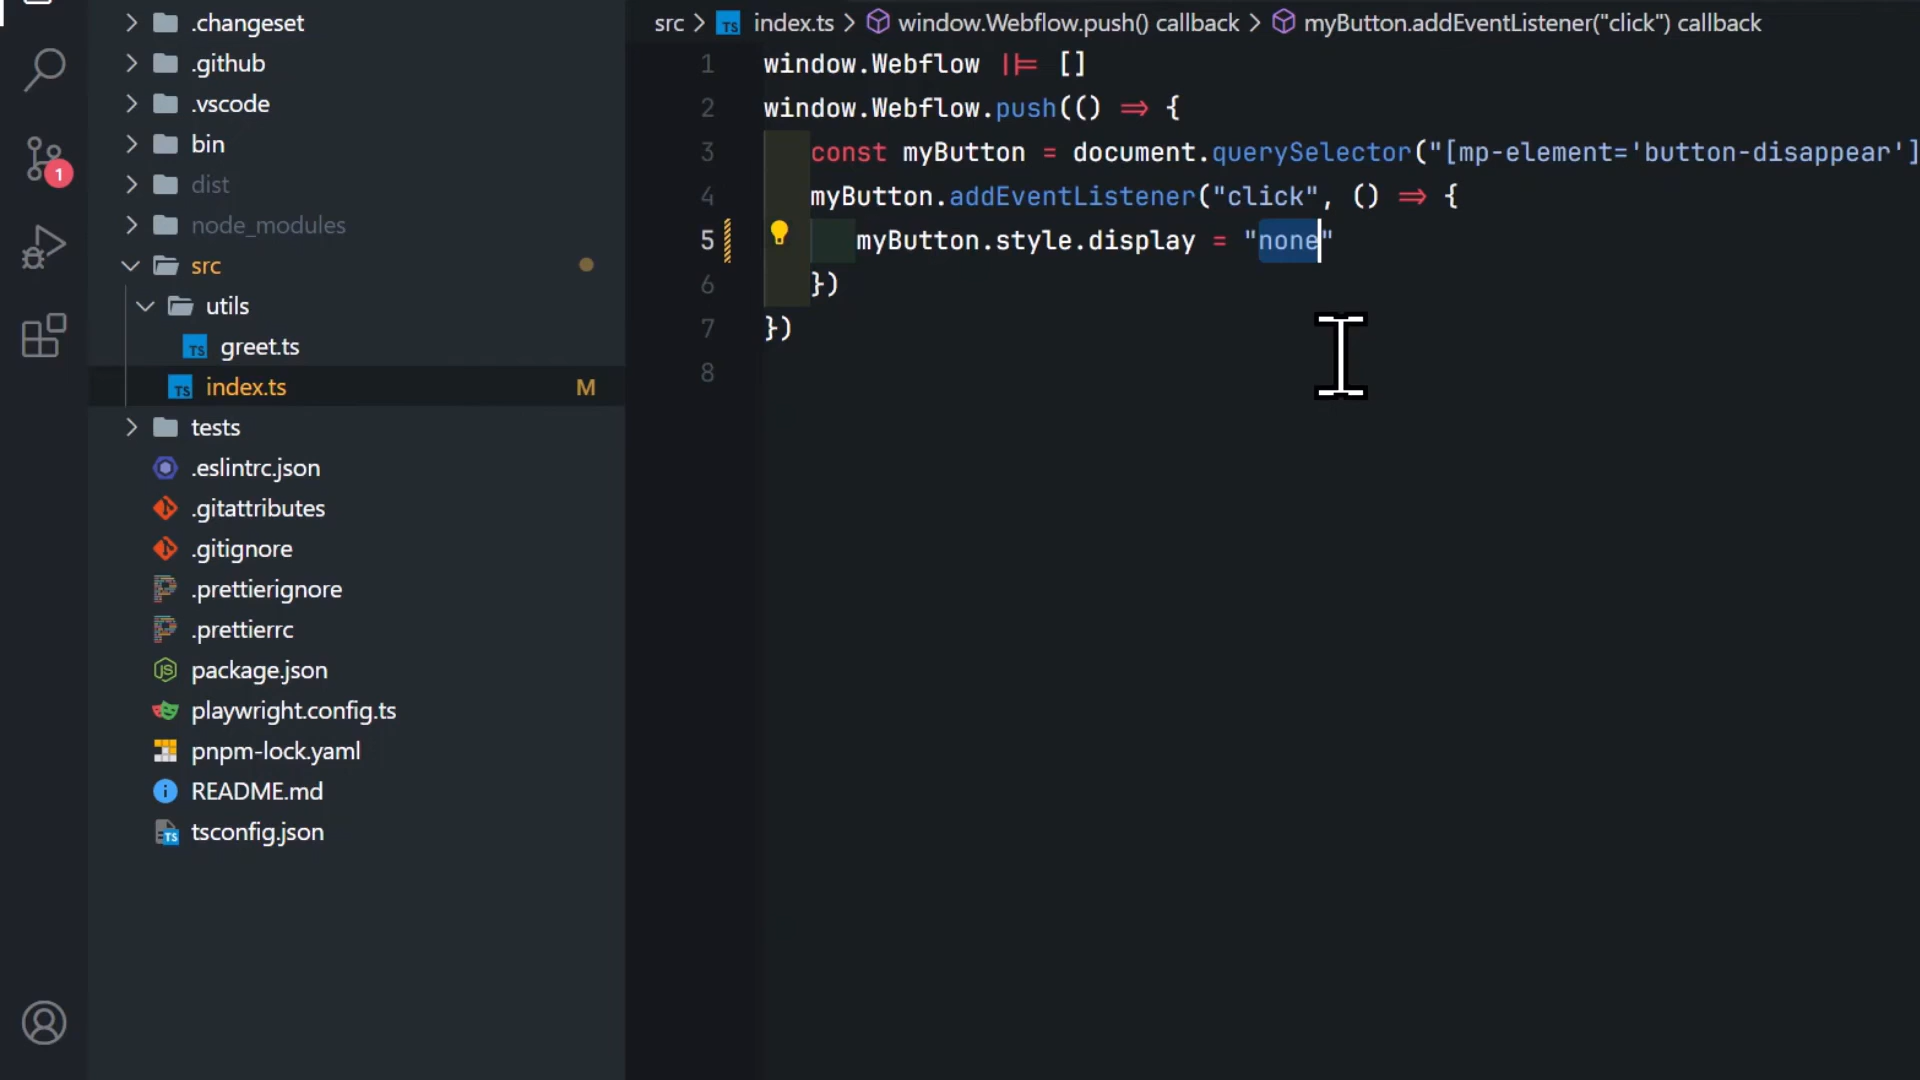 .changeset
.github
.vscode
bin
dist
node_modules
src
utils
greet.ts
index.ts M
tests
.eslintrc.json
.gitattributes
.gitignore
.prettierignore
.prettierrc
package.json
playwright.config.ts
pnpm-lock.yaml
README.md
tsconfig.json
1
src > TS index.ts > window.Webflow.push() callback > myButton.addEventListener("click") callback
1 window.Webflow ||= []
2 window.Webflow.push(() => {
3 const myButton = document.querySelector("[mp-element='button-disappear']
4 myButton.addEventListener("click", () => {
5 myButton.style.display = "none"
6 })
7 })
8